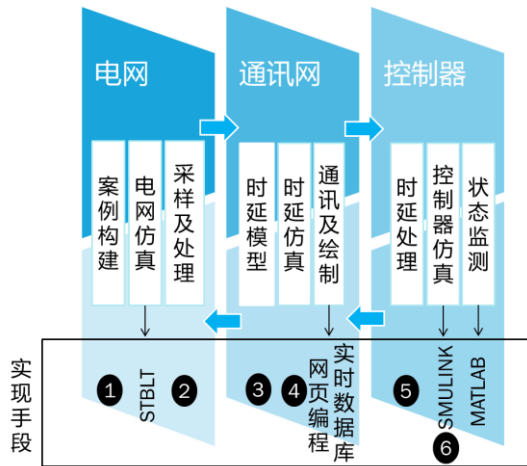 电网
通讯网
控制器
案例构建
电网仿真
采样及处理
时延模型
时延仿真
通讯及绘制
时延处理
控制器仿真
状态监测
实现手段
1
STBLT
2
3
4
网页编程
实时数据库
5
SMULINK
6
MATLAB